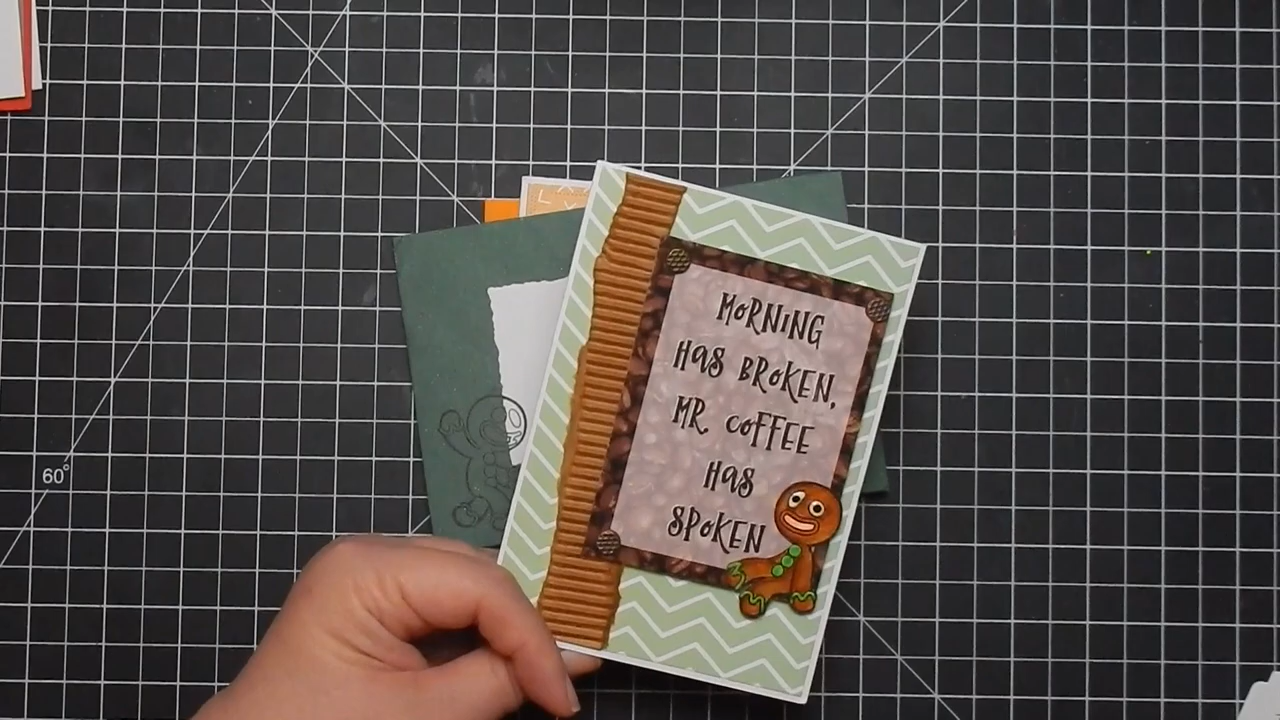 MORNING
HAS BROKEN,
MR. COFFEE
HAS
SPOKEN
60°